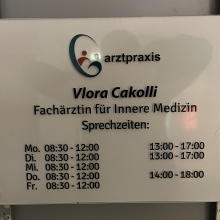 arztpraxis
Vlora Cakolli
Fachärztin für Innere Medizin
Sprechzeiten:
Mo. 08:30 - 12:00 13:00 - 17:00
Di. 08:30 - 12:00 13:00 - 17:00
Mi. 08:30 - 12:00
Do. 08:30 - 12:00 14:00 - 18:00
Fr. 08:30 - 12:00